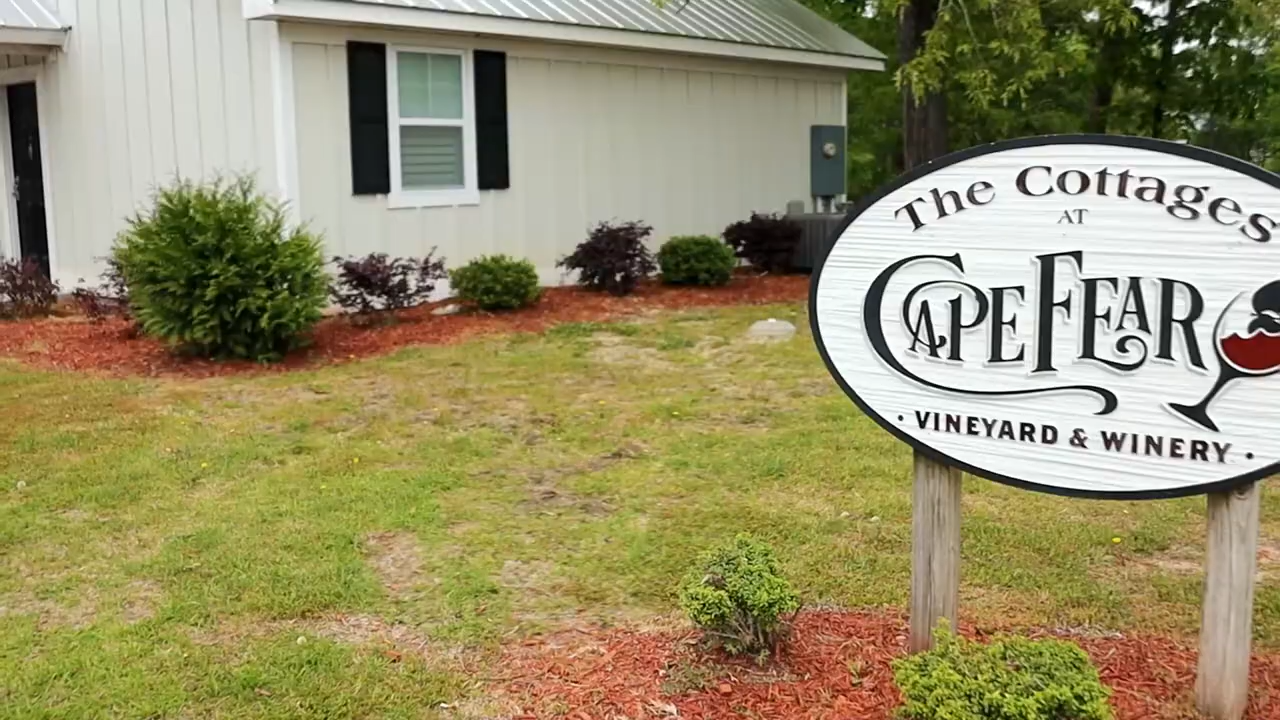 The Cottages
AT
CAPE FEAR
• VINEYARD & WINERY •